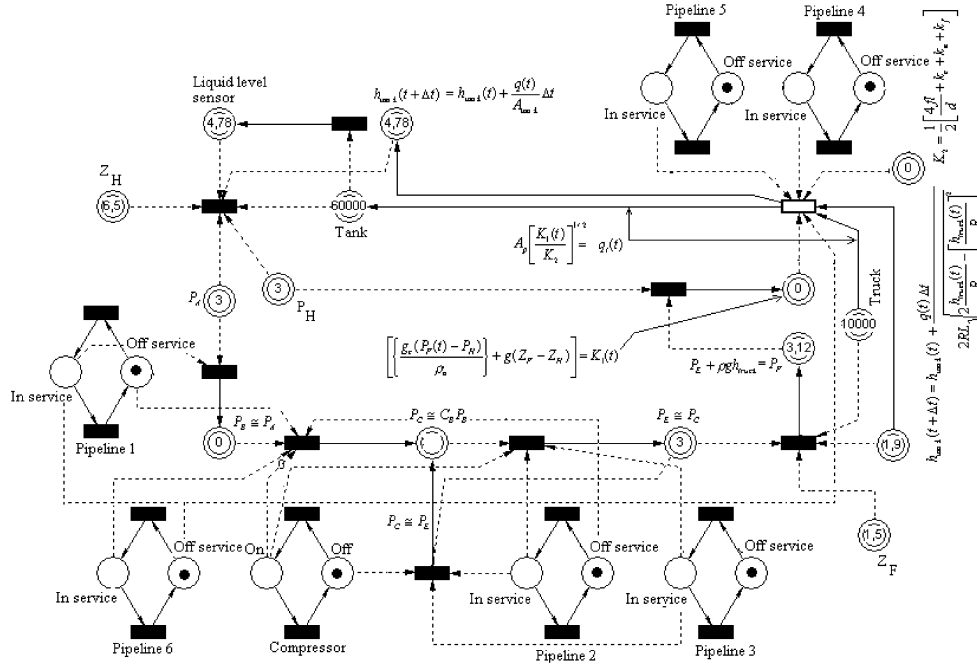 Pipeline 5
Pipeline 4
Off service
Off service
In service
In service
Liquid level
sensor
4,78
4,78
Z_H
6,5
60000
Tank
0
P_d
3
3
P_H
0
Truck
10000
3,12
P_E + ρgh_truck = P_F
Off service
In service
Pipeline 1
0
P_B ≅ P_d
P_C ≅ C_B P_B
P_E ≅ P_C
3
1,9
P_C ≅ P_E
1,5
Z_F
Off service
In service
Pipeline 6
On
Off
Compressor
Off service
In service
Pipeline 2
Off service
In service
Pipeline 3